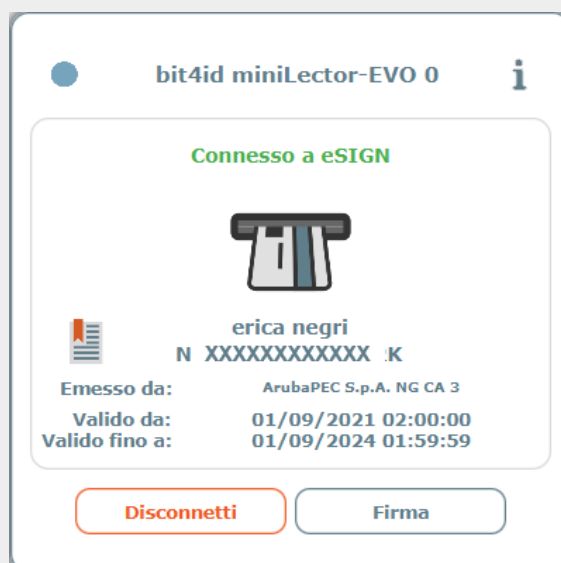 bit4id miniLector-EVO 0
Connesso a eSIGN
erica negri
N XXXXXXXXXXXX :K
Emesso da: ArubaPEC S.p.A. NG CA 3
Valido da: 01/09/2021 02:00:00
Valido fino a: 01/09/2024 01:59:59
Disconnetti Firma